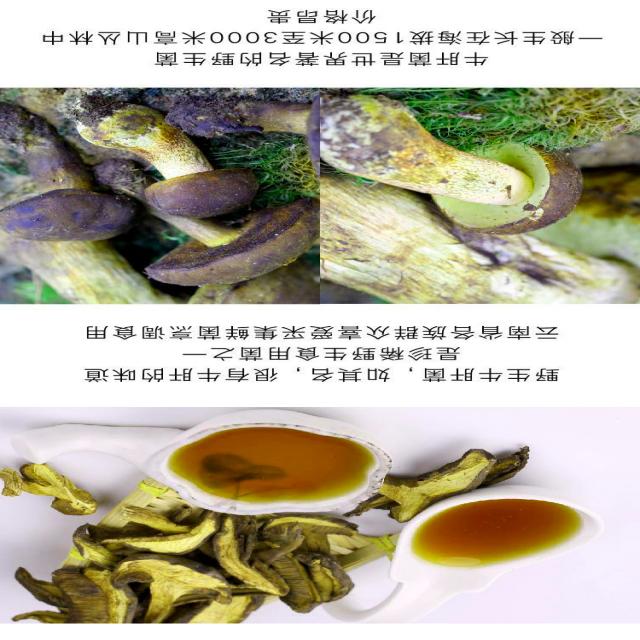 野生牛肝菌，如其名，很有牛肝的味道
是珍稀野生食用菌之一
云南省各族群众喜爱采集鲜菌烹调食用
牛肝菌是世界著名的野生菌
一般生长在海拔1500米至3000米高山丛林中
价格昂贵